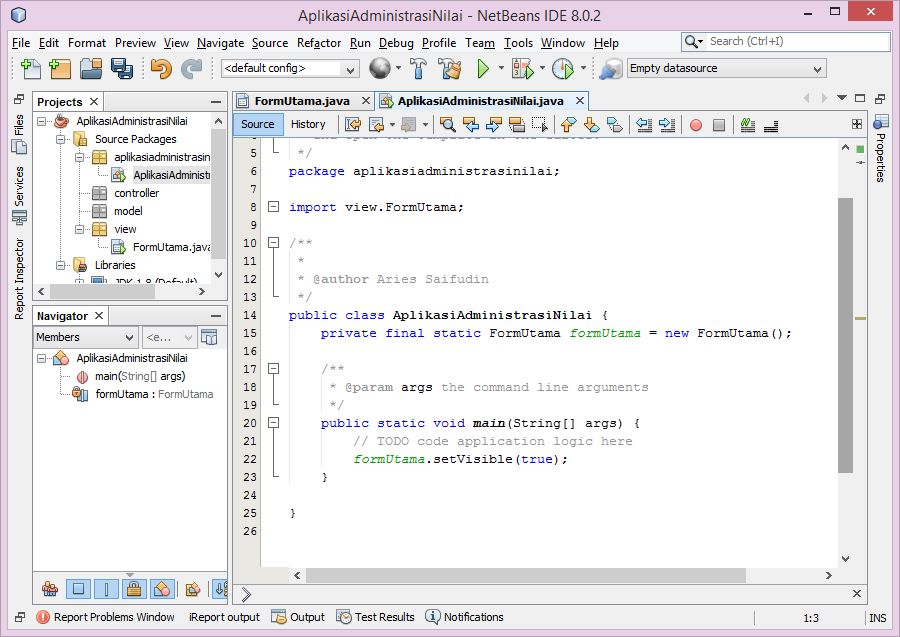 AplikasiAdministrasiNilai - NetBeans IDE 8.0.2
File Edit Format Preview View Navigate Source Refactor Run Debug Profile Team Tools Window Help
Search (Ctrl+I)
<default config>
Empty datasource
Files
Services
Report Inspector
Projects
AplikasiAdministrasiNilai
Source Packages
aplikasiadministrasin
AplikasiAdministr
controller
model
view
FormUtama.java
Libraries
JDK 1.8 (Default)
Navigator
Members
<e...
AplikasiAdministrasiNilai
main(String[] args)
formUtama : FormUtama
FormUtama.java
AplikasiAdministrasiNilai.java
Source History
5 */
6 package aplikasiadministrasinilai;
7
8 import view.FormUtama;
9
10 /**
11 *
12 * @author Aries Saifudin
13 */
14 public class AplikasiAdministrasiNilai {
15 private final static FormUtama formUtama = new FormUtama();
16
17 /**
18 * @param args the command line arguments
19 */
20 public static void main(String[] args) {
21 // TODO code application logic here
22 formUtama.setVisible(true);
23 }
24
25 }
26
Properties
Report Problems Window iReport output Output Test Results Notifications
1:3
INS